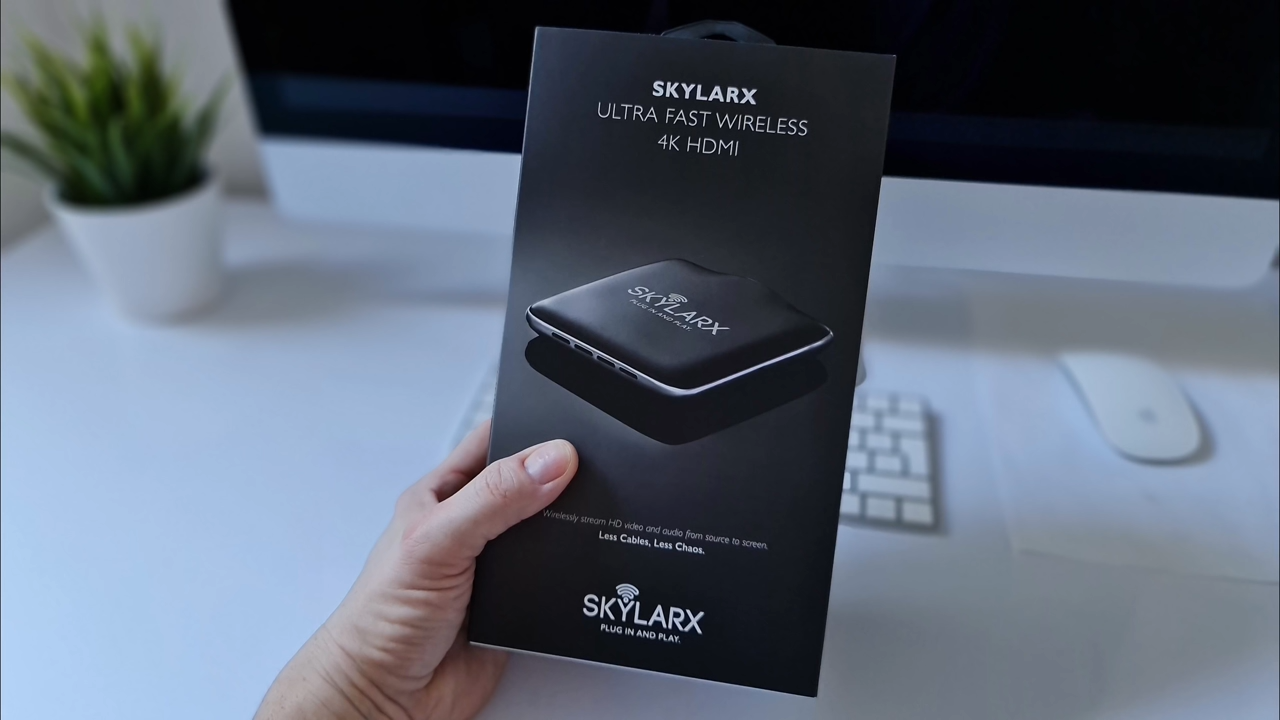 SKYLARX
ULTRA FAST WIRELESS
4K HDMI
SKYLARX
PLUG IN AND PLAY.
Wirelessly stream HD video and audio from source to screen.
Less Cables, Less Chaos.
SKYLARX
PLUG IN AND PLAY.